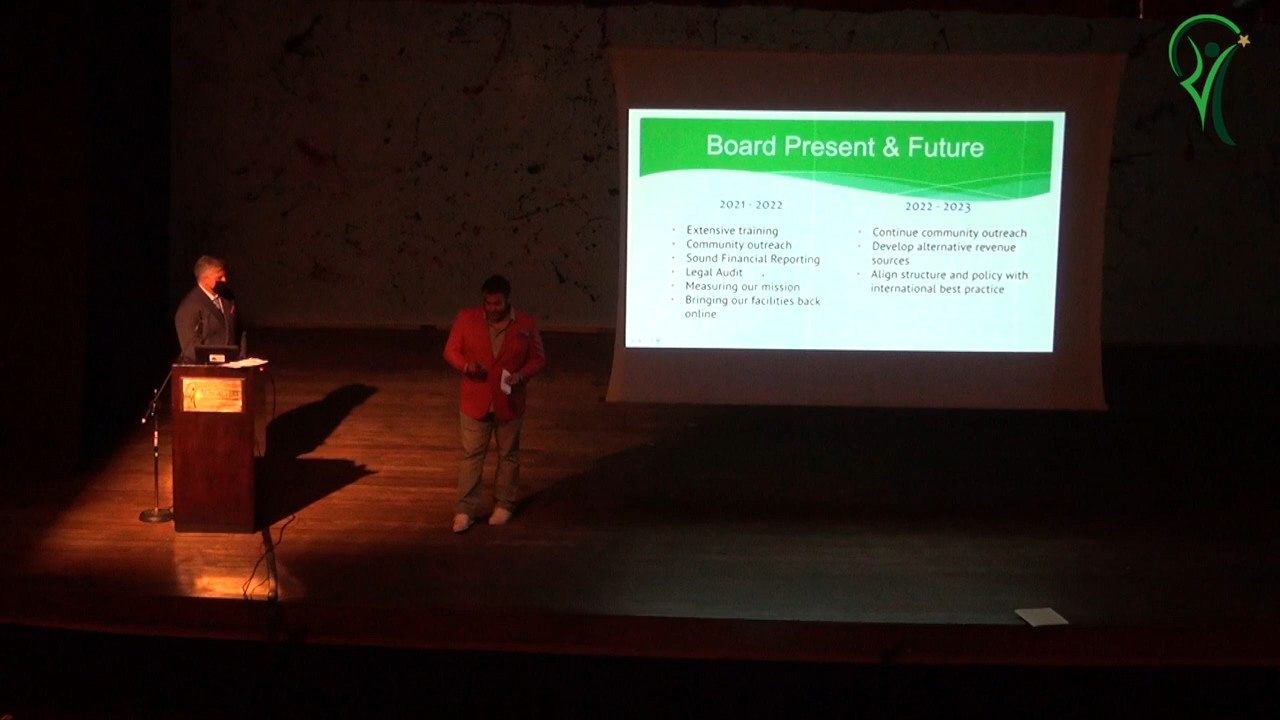 Board Present & Future
2021 - 2022
· Extensive training
· Community outreach
· Sound Financial Reporting
· Legal Audit
· Measuring our mission
· Bringing our facilities back
online
2022 - 2023
· Continue community outreach
· Develop alternative revenue
sources
· Align structure and policy with
international best practice